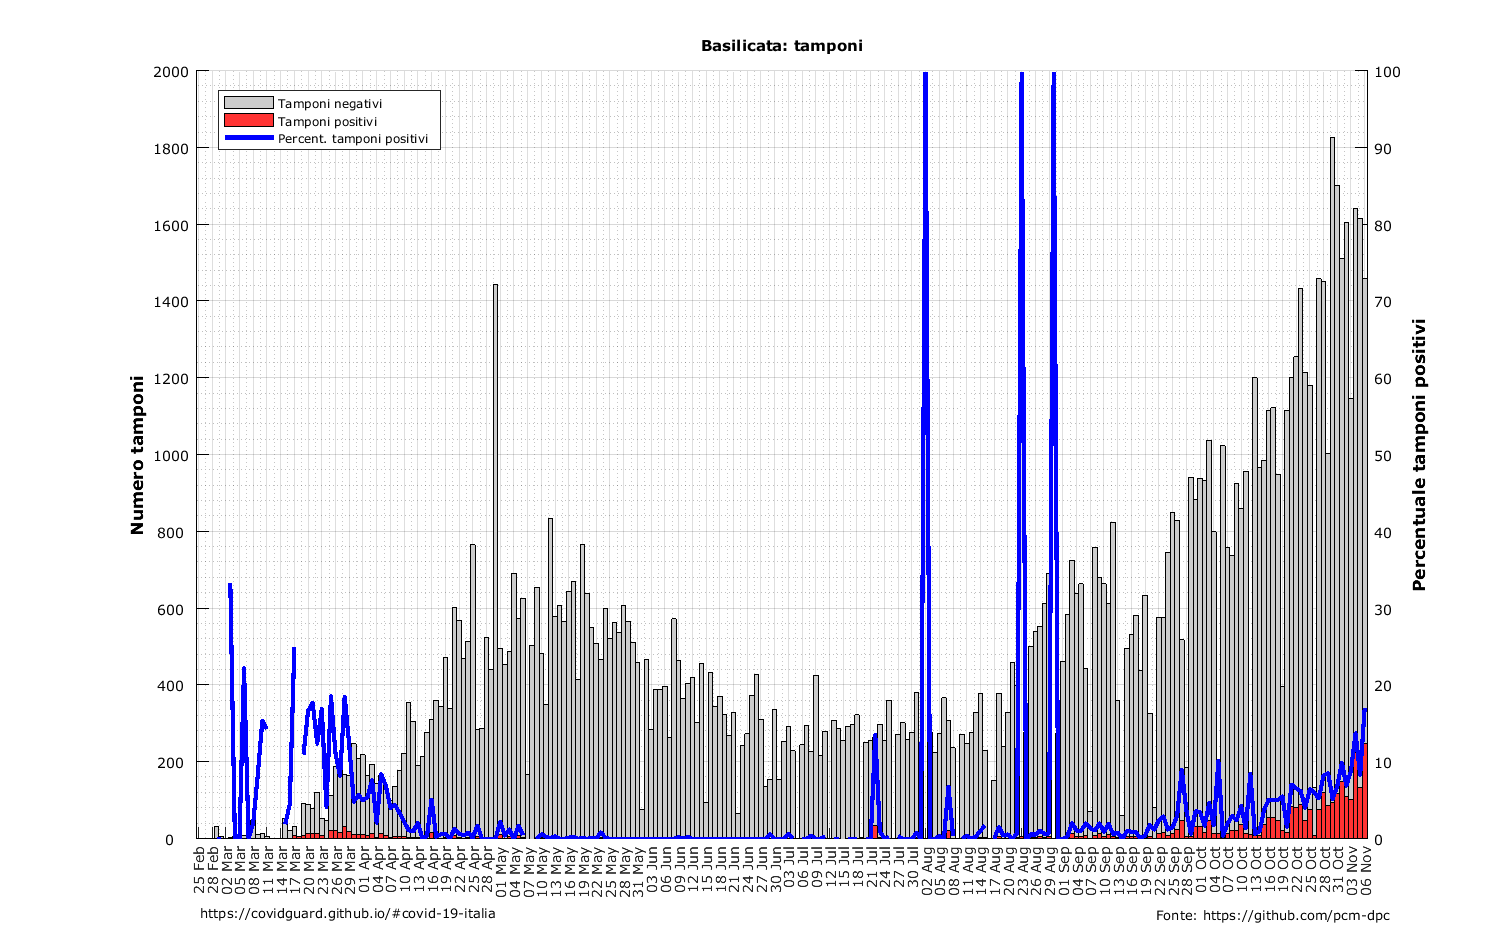 Basilicata: tamponi
2000
1800
1600
1400
1200
1000
800
600
400
200
0
Numero tamponi
Tamponi negativi
Tamponi positivi
Percent. tamponi positivi
100
90
80
70
60
50
40
30
20
10
0
Percentuale tamponi positivi
25 Feb
28 Feb
02 Mar
05 Mar
08 Mar
11 Mar
14 Mar
17 Mar
20 Mar
23 Mar
26 Mar
29 Mar
01 Apr
04 Apr
07 Apr
10 Apr
13 Apr
16 Apr
19 Apr
22 Apr
25 Apr
28 Apr
01 May
04 May
07 May
10 May
13 May
16 May
19 May
22 May
25 May
28 May
31 May
03 Jun
06 Jun
09 Jun
12 Jun
15 Jun
18 Jun
21 Jun
24 Jun
27 Jun
30 Jun
03 Jul
06 Jul
09 Jul
12 Jul
15 Jul
18 Jul
21 Jul
24 Jul
27 Jul
30 Jul
02 Aug
05 Aug
08 Aug
11 Aug
14 Aug
17 Aug
20 Aug
23 Aug
26 Aug
29 Aug
01 Sep
04 Sep
07 Sep
10 Sep
13 Sep
16 Sep
19 Sep
22 Sep
25 Sep
28 Sep
01 Oct
04 Oct
07 Oct
10 Oct
13 Oct
16 Oct
19 Oct
22 Oct
25 Oct
28 Oct
31 Oct
03 Nov
06 Nov
https://covidguard.github.io/#covid-19-italia
Fonte: https://github.com/pcm-dpc